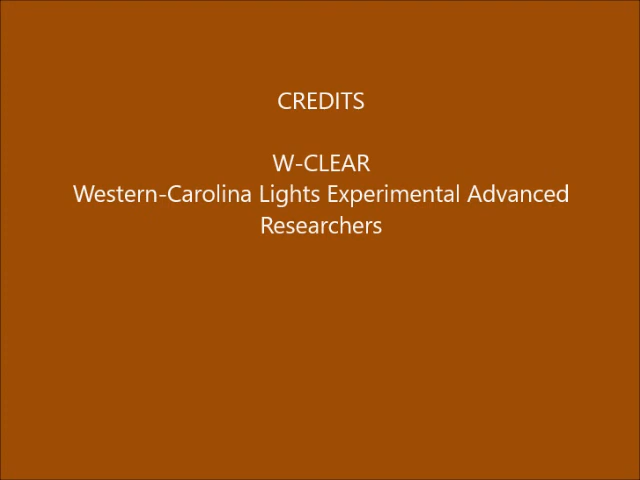 CREDITS
W-CLEAR
Western-Carolina Lights Experimental Advanced
Researchers